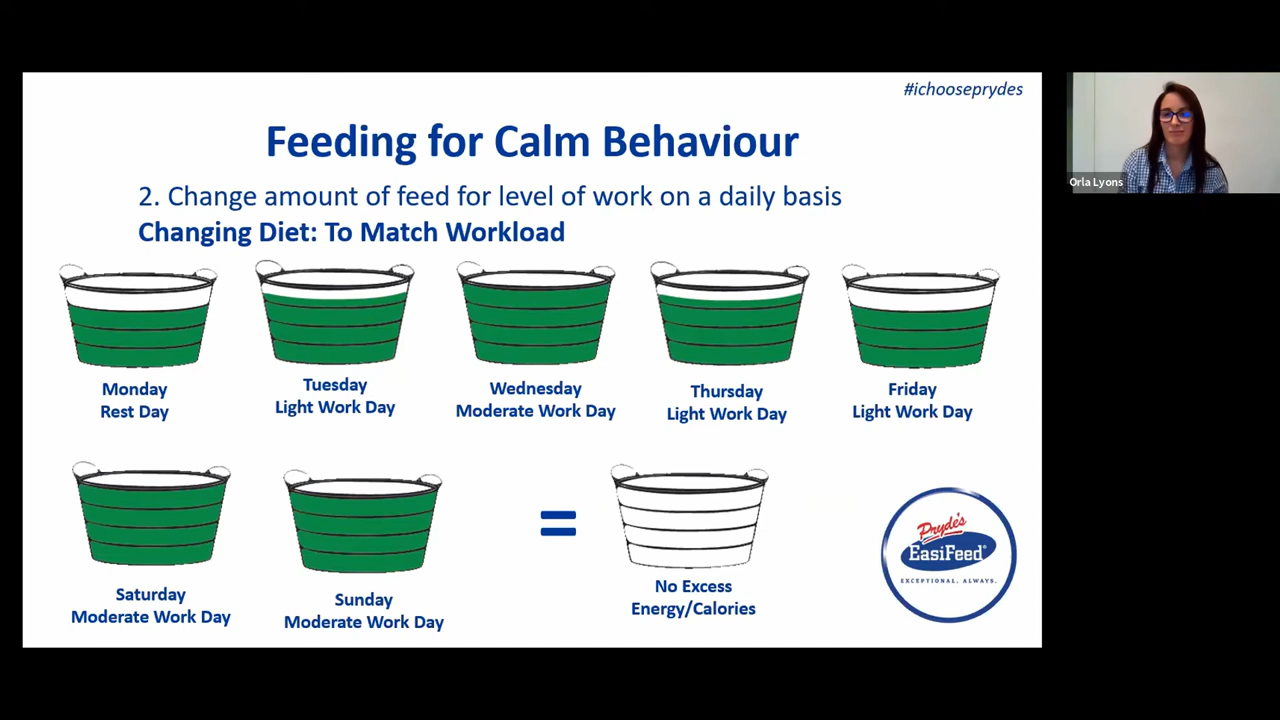 #ichooseprydes
Feeding for Calm Behaviour
2. Change amount of feed for level of work on a daily basis
Changing Diet: To Match Workload
Monday
Rest Day
Tuesday
Light Work Day
Wednesday
Moderate Work Day
Thursday
Light Work Day
Friday
Light Work Day
Saturday
Moderate Work Day
Sunday
Moderate Work Day
=
No Excess
Energy/Calories
Pryde's
EasiFeed®
EXCEPTIONAL. ALWAYS.
Orla Lyons